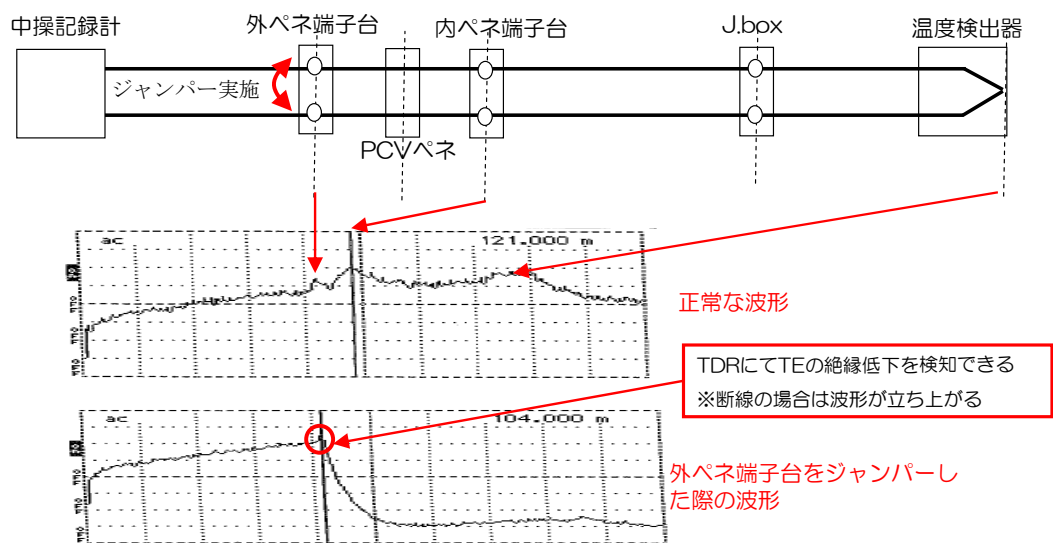 中操記録計
外ペネ端子台
内ペネ端子台
J.box
温度検出器
ジャンパー実施
PCVペネ
ac
121.000 m
正常な波形
TDRにてTEの絶縁低下を検知できる
※断線の場合は波形が立ち上がる
ac
104.000 m
外ペネ端子台をジャンパーし
た際の波形